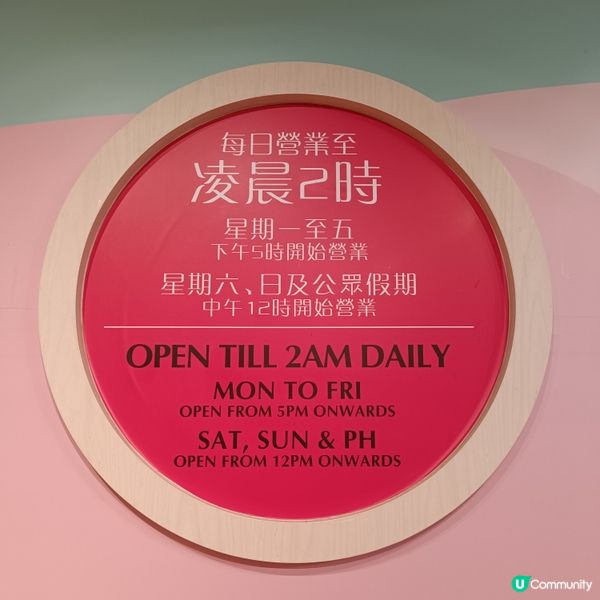 每日營業至
凌晨2時
星期一至五
下午5時開始營業
星期六、日及公眾假期
中午12時開始營業
OPEN TILL 2AM DAILY
MON TO FRI
OPEN FROM 5PM ONWARDS
SAT, SUN & PH
OPEN FROM 12PM ONWARDS
U Community